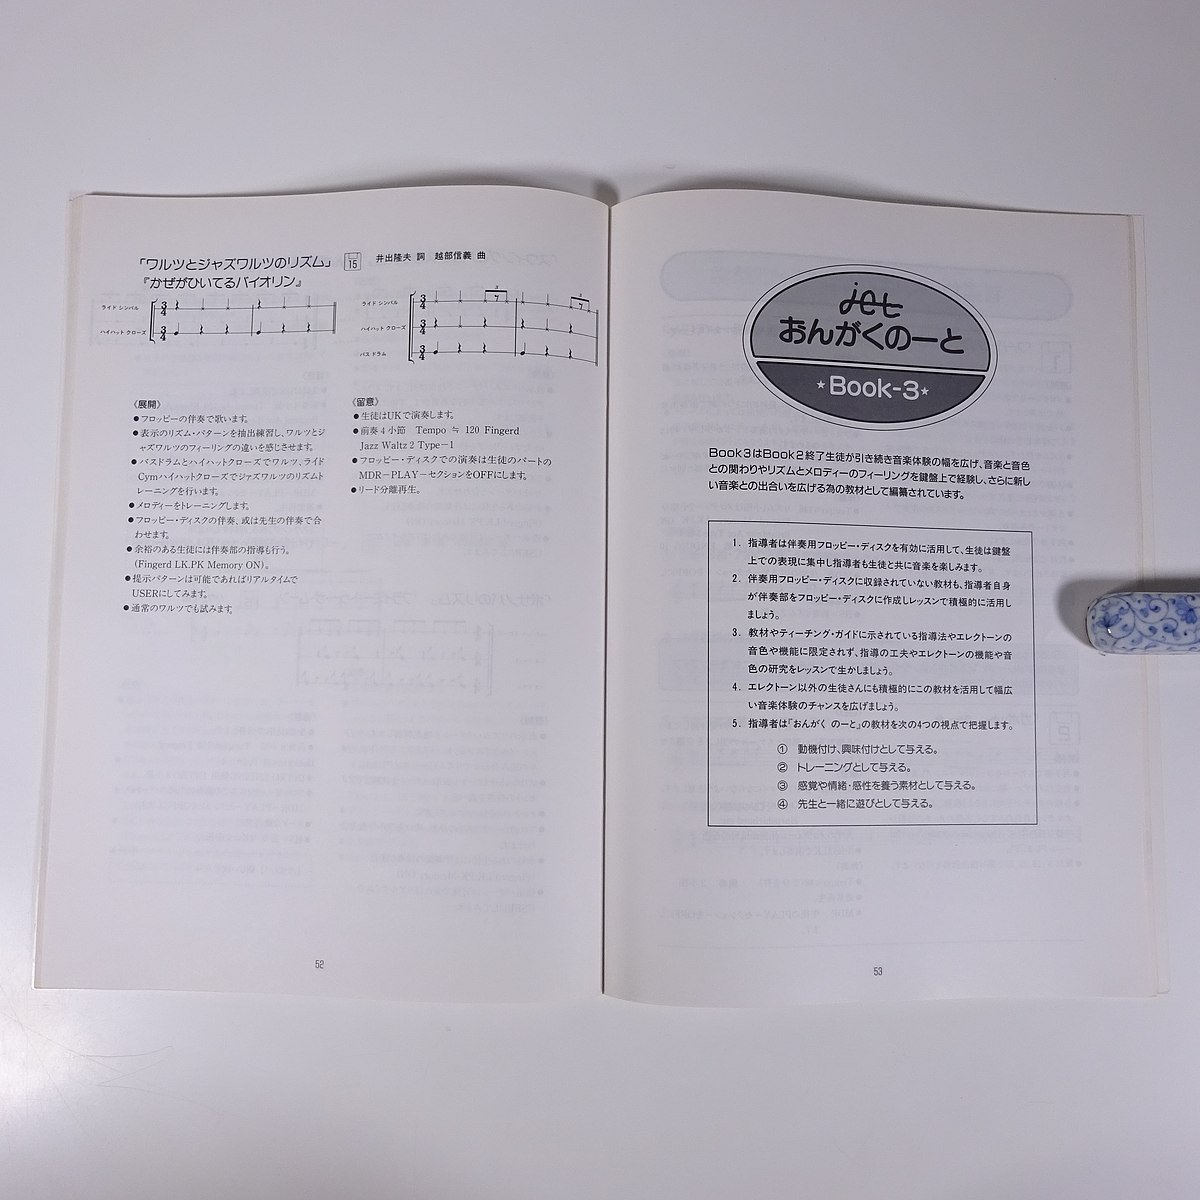 「ワルツとジャズワルツのリズム」 15 井出隆夫 詞 越部信義 曲
『かぜがひいてるバイオリン』
ライド シンバル
ハイハット クローズ
ライド シンバル
ハイハット クローズ
バス ドラム
《展開》
●フロッピーの伴奏で歌います。
●表示のリズム・パターンを抽出練習し、ワルツとジ
ャズワルツのフィーリングの違いを感じさせます。
●バスドラムとハイハットクローズでワルツ、ライド
Cymハイハットクローズでジャズワルツのリズムト
レーニングを行います。
●メロディーをトレーニングします。
●フロッピー・ディスクの伴奏、或は先生の伴奏で合
わせます。
●余裕のある生徒には伴奏部の指導も行う。
(Fingerd LK.PK Memory ON)。
●提示パターンは可能であればリアルタイムで
USERにしてみます。
●通常のワルツでも試みます。
《留意》
●生徒はUKで演奏します。
●前奏4小節 Tempo ≒ 120 Fingerd
Jazz Waltz 2 Type−1
●フロッピー・ディスクでの演奏は生徒のパートの
MDR−PLAY−セクションをOFFにします。
●リード分離再生。
52
jet
おんがくのーと
★Book-3★
Book3はBook2終了生徒が引き続き音楽体験の幅を広げ、音楽と音色
との関わりやリズムとメロディーのフィーリングを鍵盤上で経験し、さらに新し
い音楽との出合いを広げる為の教材として編纂されています。
1. 指導者は伴奏用フロッピー・ディスクを有効に活用して、生徒は鍵盤
上での表現に集中し指導者も生徒と共に音楽を楽しみます。
2. 伴奏用フロッピー・ディスクに収録されていない教材も、指導者自身
が伴奏部をフロッピー・ディスクに作成しレッスンで積極的に活用し
ましょう。
3. 教材やティーチング・ガイドに示されている指導法やエレクトーンの
音色や機能に限定されず、指導の工夫やエレクトーンの機能や音
色の研究をレッスンで生かしましょう。
4. エレクトーン以外の生徒さんにも積極的にこの教材を活用して幅広
い音楽体験のチャンスを広げましょう。
5. 指導者は「おんがく のーと」の教材を次の4つの視点で把握します。
① 動機付け、興味付けとして与える。
② トレーニングとして与える。
③ 感覚や情緒・感性を養う素材として与える。
④ 先生と一緒に遊びとして与える。
53